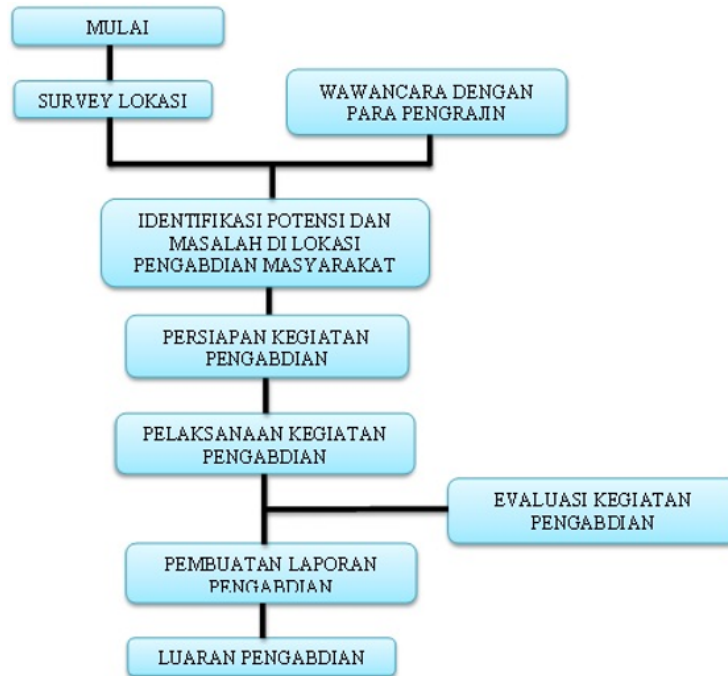 MULAI
SURVEY LOKASI
WAWANCARA DENGAN
PARA PENGRAJIN
IDENTIFIKASI POTENSI DAN
MASALAH DI LOKASI
PENGABDIAN MASYARAKAT
PERSIAPAN KEGIATAN
PENGABDIAN
PELAKSANAAN KEGIATAN
PENGABDIAN
EVALUASI KEGIATAN
PENGABDIAN
PEMBUATAN LAPORAN
PENGABDIAN
LUARAN PENGABDIAN